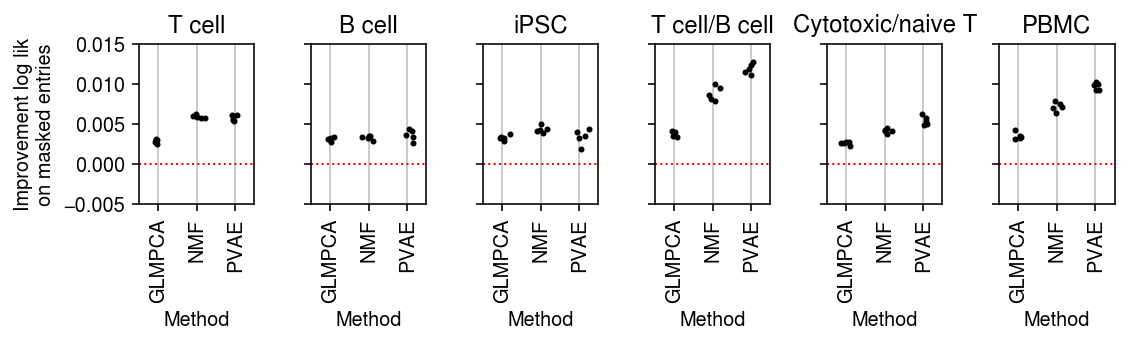 T cell
B cell
iPSC
T cell/B cell
Cytotoxic/naive T
PBMC
Improvement log lik
on masked entries
0.015
0.010
0.005
0.000
−0.005
GLMPCA
NMF
PVAE
GLMPCA
NMF
PVAE
GLMPCA
NMF
PVAE
GLMPCA
NMF
PVAE
GLMPCA
NMF
PVAE
GLMPCA
NMF
PVAE
Method
Method
Method
Method
Method
Method